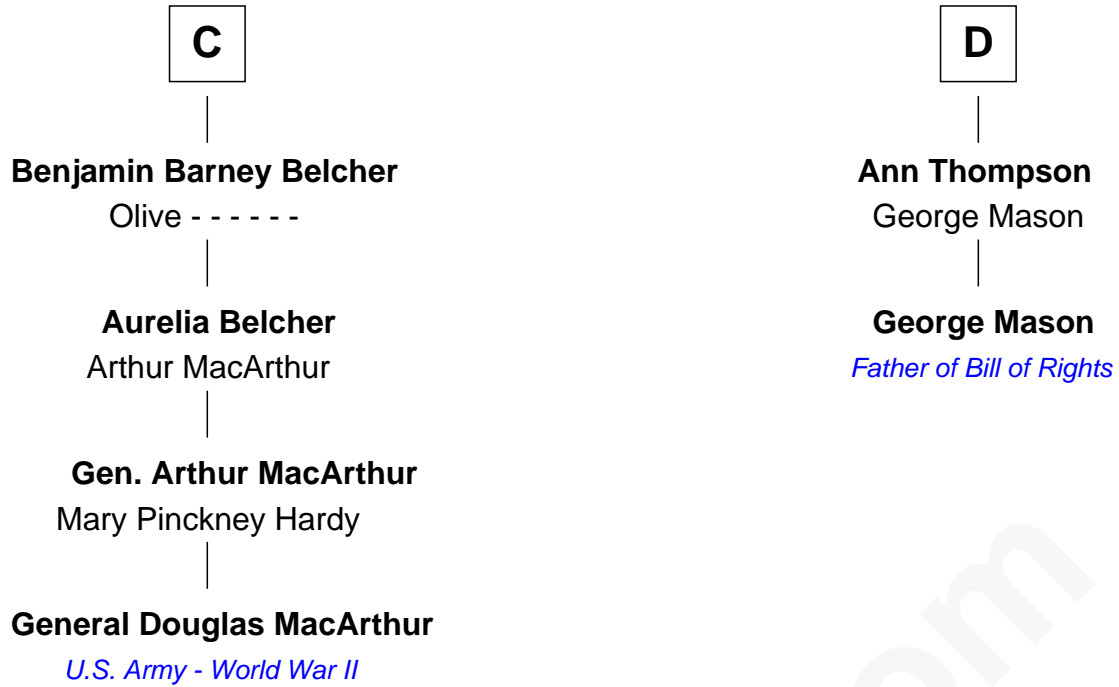 C
Benjamin Barney Belcher
Olive - - - - - -
Aurelia Belcher
Arthur MacArthur
Gen. Arthur MacArthur
Mary Pinckney Hardy
General Douglas MacArthur
U.S. Army - World War II
D
Ann Thompson
George Mason
George Mason
Father of Bill of Rights
om